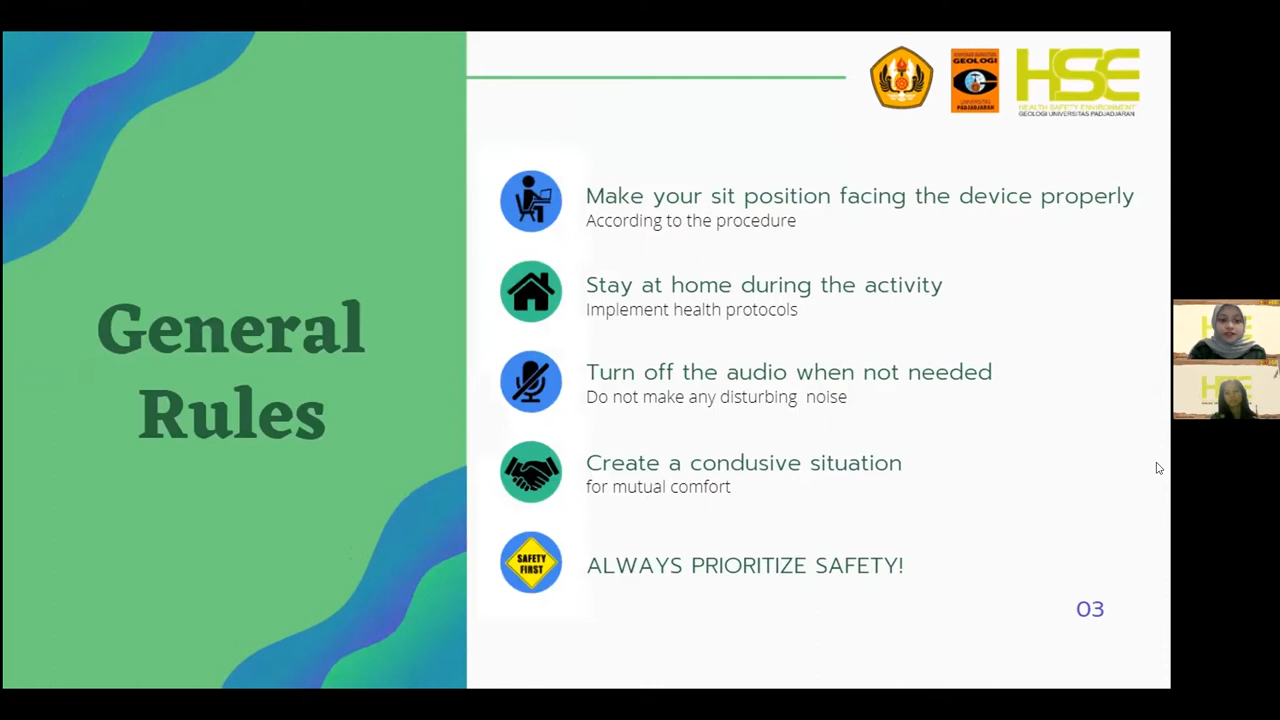 General
Rules
GEOLOGI
UNIVERSITAS
PADJADJARAN
HSE
HEALTH SAFETY ENVIRONMENT
GEOLOGI UNIVERSITAS PADJADJARAN
Make your sit position facing the device properly
According to the procedure
Stay at home during the activity
Implement health protocols
Turn off the audio when not needed
Do not make any disturbing noise
Create a condusive situation
for mutual comfort
SAFETY
FIRST
ALWAYS PRIORITIZE SAFETY!
03